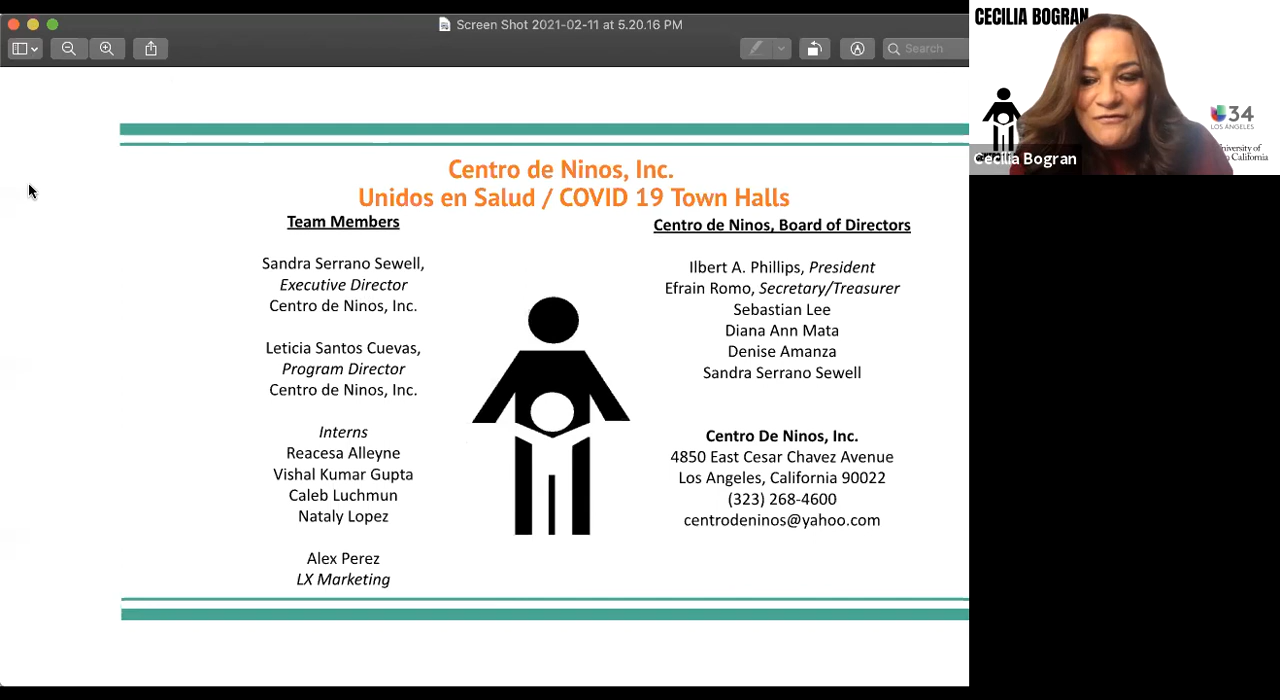 Screen Shot 2021-02-11 at 5.20.16 PM
Search
CECILIA BOGRAN
34
LOS ANGELES
Cecilia Bogran
Centro de Ninos, Inc.
Unidos en Salud / COVID 19 Town Halls
Team Members
Sandra Serrano Sewell,
Executive Director
Centro de Ninos, Inc.
Leticia Santos Cuevas,
Program Director
Centro de Ninos, Inc.
Interns
Reacesa Alleyne
Vishal Kumar Gupta
Caleb Luchmun
Nataly Lopez
Alex Perez
LX Marketing
Centro de Ninos, Board of Directors
Ilbert A. Phillips, President
Efrain Romo, Secretary/Treasurer
Sebastian Lee
Diana Ann Mata
Denise Amanza
Sandra Serrano Sewell
Centro De Ninos, Inc.
4850 East Cesar Chavez Avenue
Los Angeles, California 90022
(323) 268-4600
centrodeninos@yahoo.com